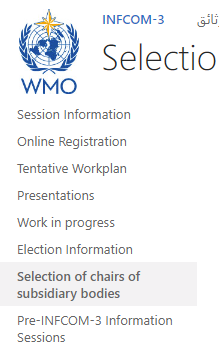 INFCOM-3
Selectio
WMO
Session Information
Online Registration
Tentative Workplan
Presentations
Work in progress
Election Information
Selection of chairs of
subsidiary bodies
Pre-INFCOM-3 Information
Sessions